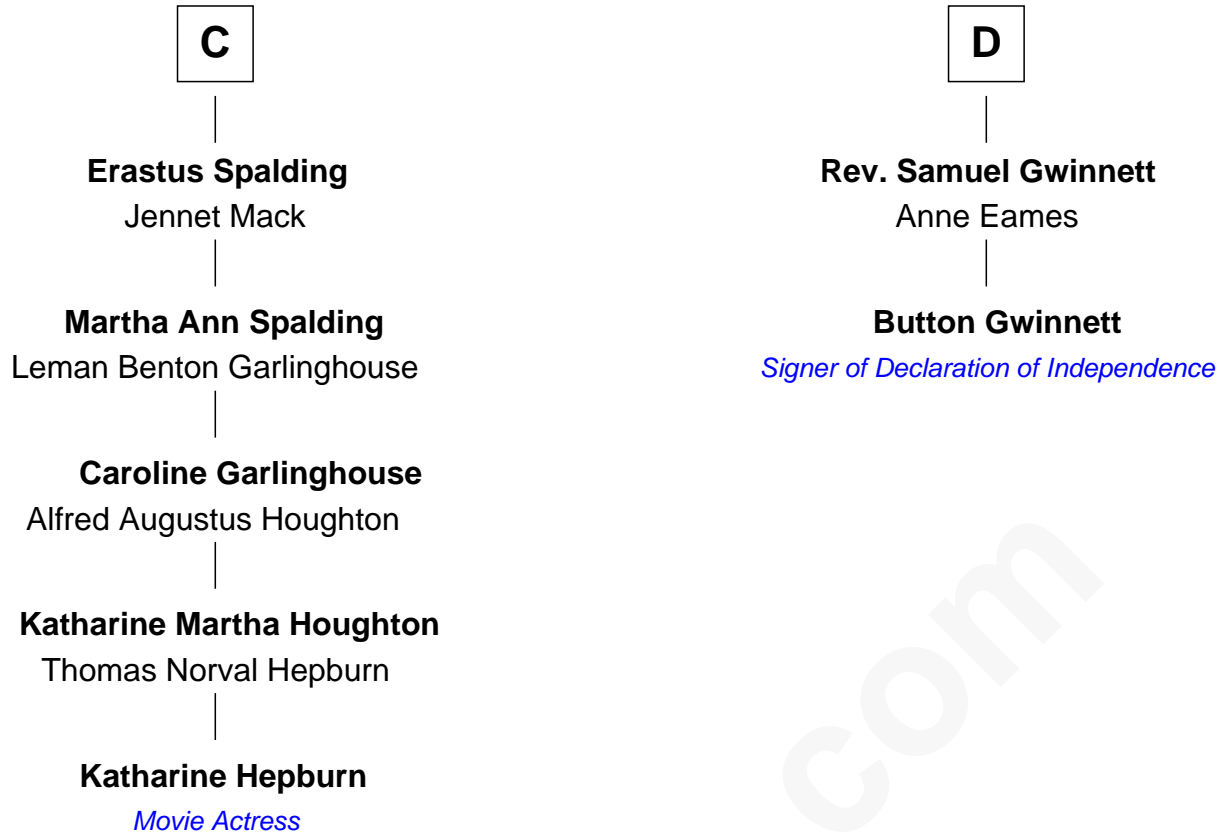 C
Erastus Spalding
Jennet Mack
Martha Ann Spalding
Leman Benton Garlinghouse
Caroline Garlinghouse
Alfred Augustus Houghton
Katharine Martha Houghton
Thomas Norval Hepburn
Katharine Hepburn
Movie Actress
D
Rev. Samuel Gwinnett
Anne Eames
Button Gwinnett
Signer of Declaration of Independence
com